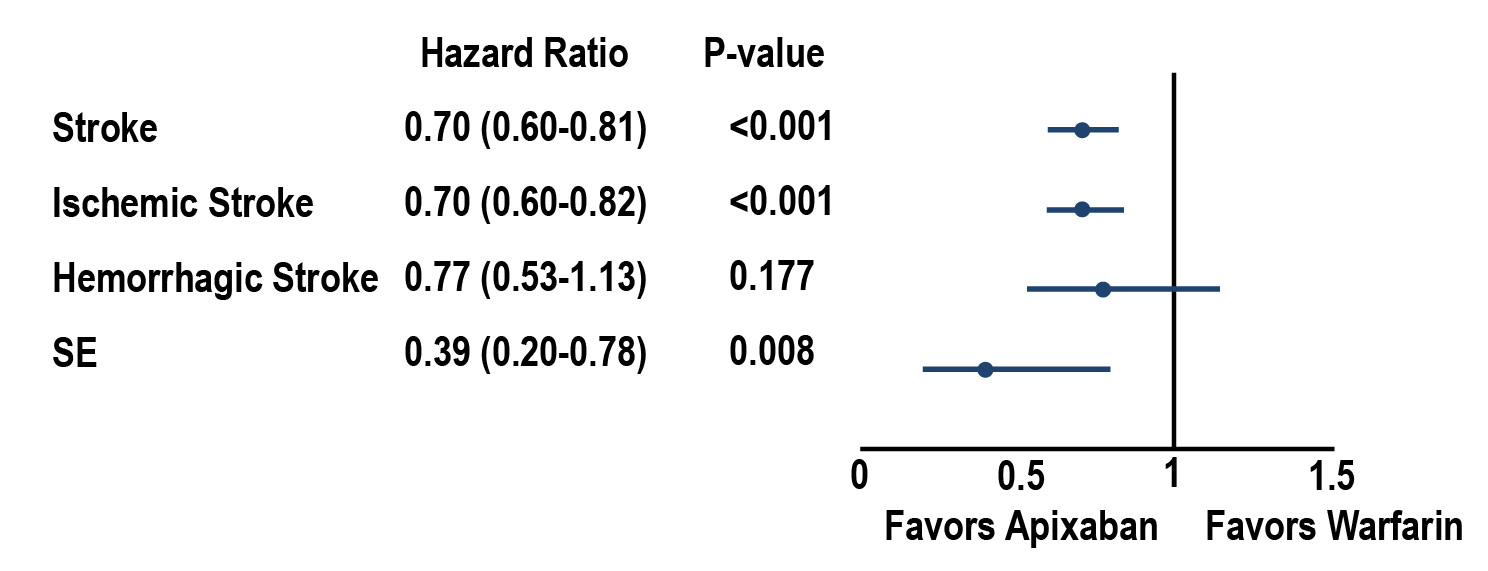 Hazard Ratio P-value
Stroke 0.70 (0.60-0.81) <0.001
Ischemic Stroke 0.70 (0.60-0.82) <0.001
Hemorrhagic Stroke 0.77 (0.53-1.13) 0.177
SE 0.39 (0.20-0.78) 0.008
0 0.5 1 1.5
Favors Apixaban Favors Warfarin